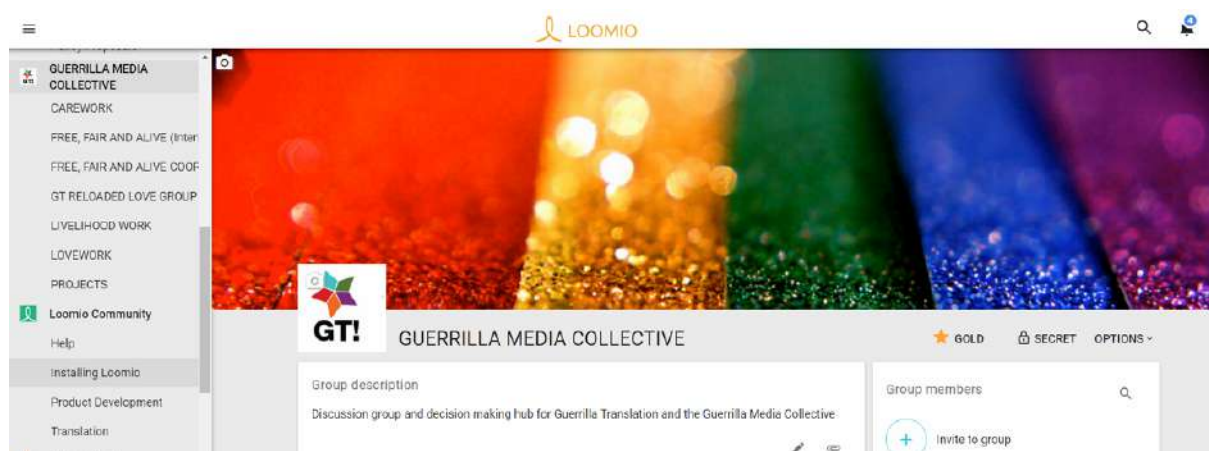 LOOMIO
4
GUERRILLA MEDIA
COLLECTIVE
CAREWORK
FREE, FAIR AND ALIVE (Inter
FREE, FAIR AND ALIVE COOP
GT RELOADED LOVE GROUP
LIVELIHOOD WORK
LOVEWORK
PROJECTS
Loomio Community
Help
Installing Loomio
Product Development
Translation
GT!
GUERRILLA MEDIA COLLECTIVE
GOLD
SECRET
OPTIONS
Group description
Discussion group and decision making hub for Guerrilla Translation and the Guerrilla Media Collective
Group members
Invite to group